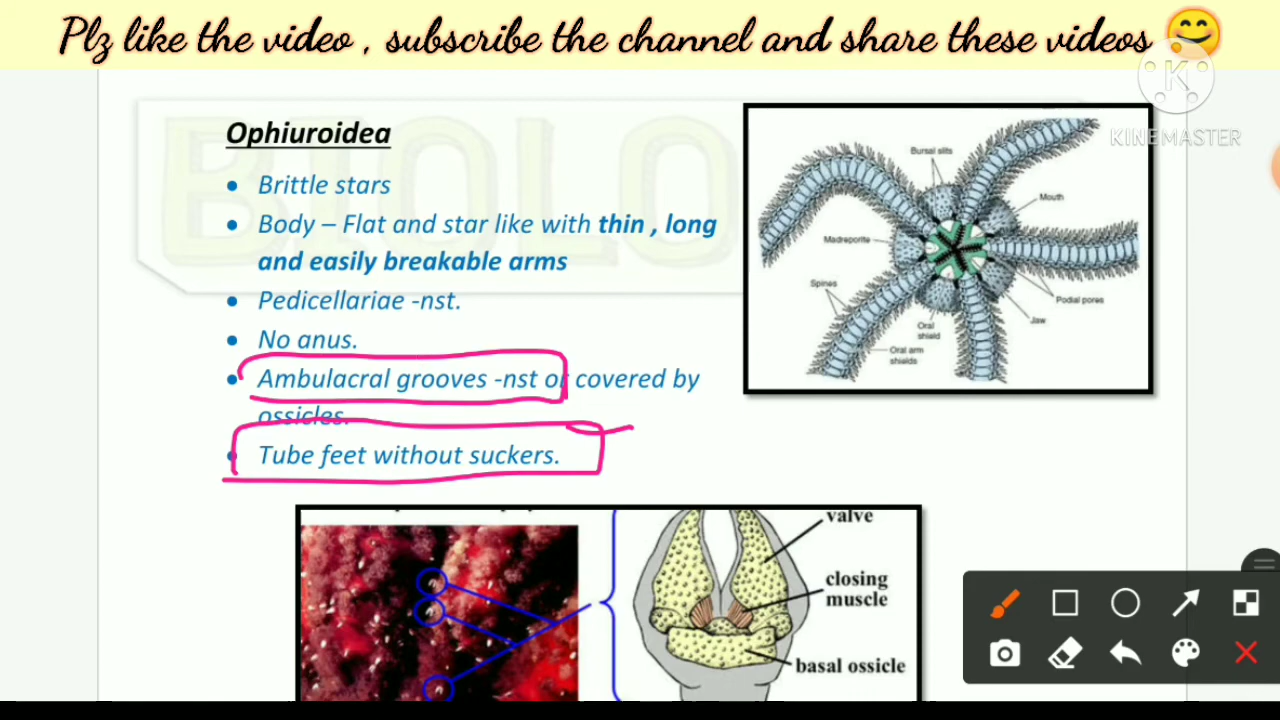 Plz like the video , subscribe the channel and share these videos 😊
K
KINEMASTER
BIOLO
Ophiuroidea
• Brittle stars
• Body – Flat and star like with thin , long
and easily breakable arms
• Pedicellariae -nst.
• No anus.
• Ambulacral grooves -nst or covered by
ossicles.
• Tube feet without suckers.
Bursal slits
Mouth
Madreporite
Spines
Podial pores
Jaw
Oral
shield
Oral arm
shields
valve
closing
muscle
basal ossicle